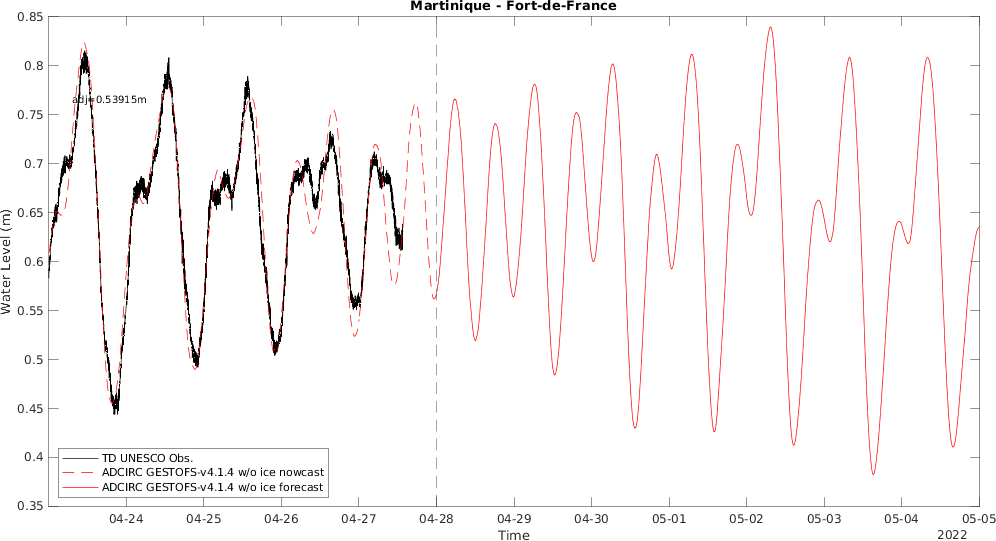 Martinique - Fort-de-France
0.85
0.8
0.75
0.7
0.65
0.6
0.55
0.5
0.45
0.4
0.35
Water Level (m)
adj=0.53915m
TD UNESCO Obs.
ADCIRC GESTOFS-v4.1.4 w/o ice nowcast
ADCIRC GESTOFS-v4.1.4 w/o ice forecast
04-24 04-25 04-26 04-27 04-28 04-29 04-30 05-01 05-02 05-03 05-04 05-05
Time
2022